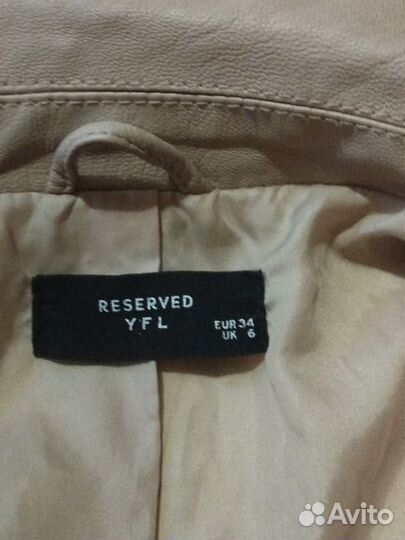 RESERVED
YFL
EUR 34
UK 6
Avito